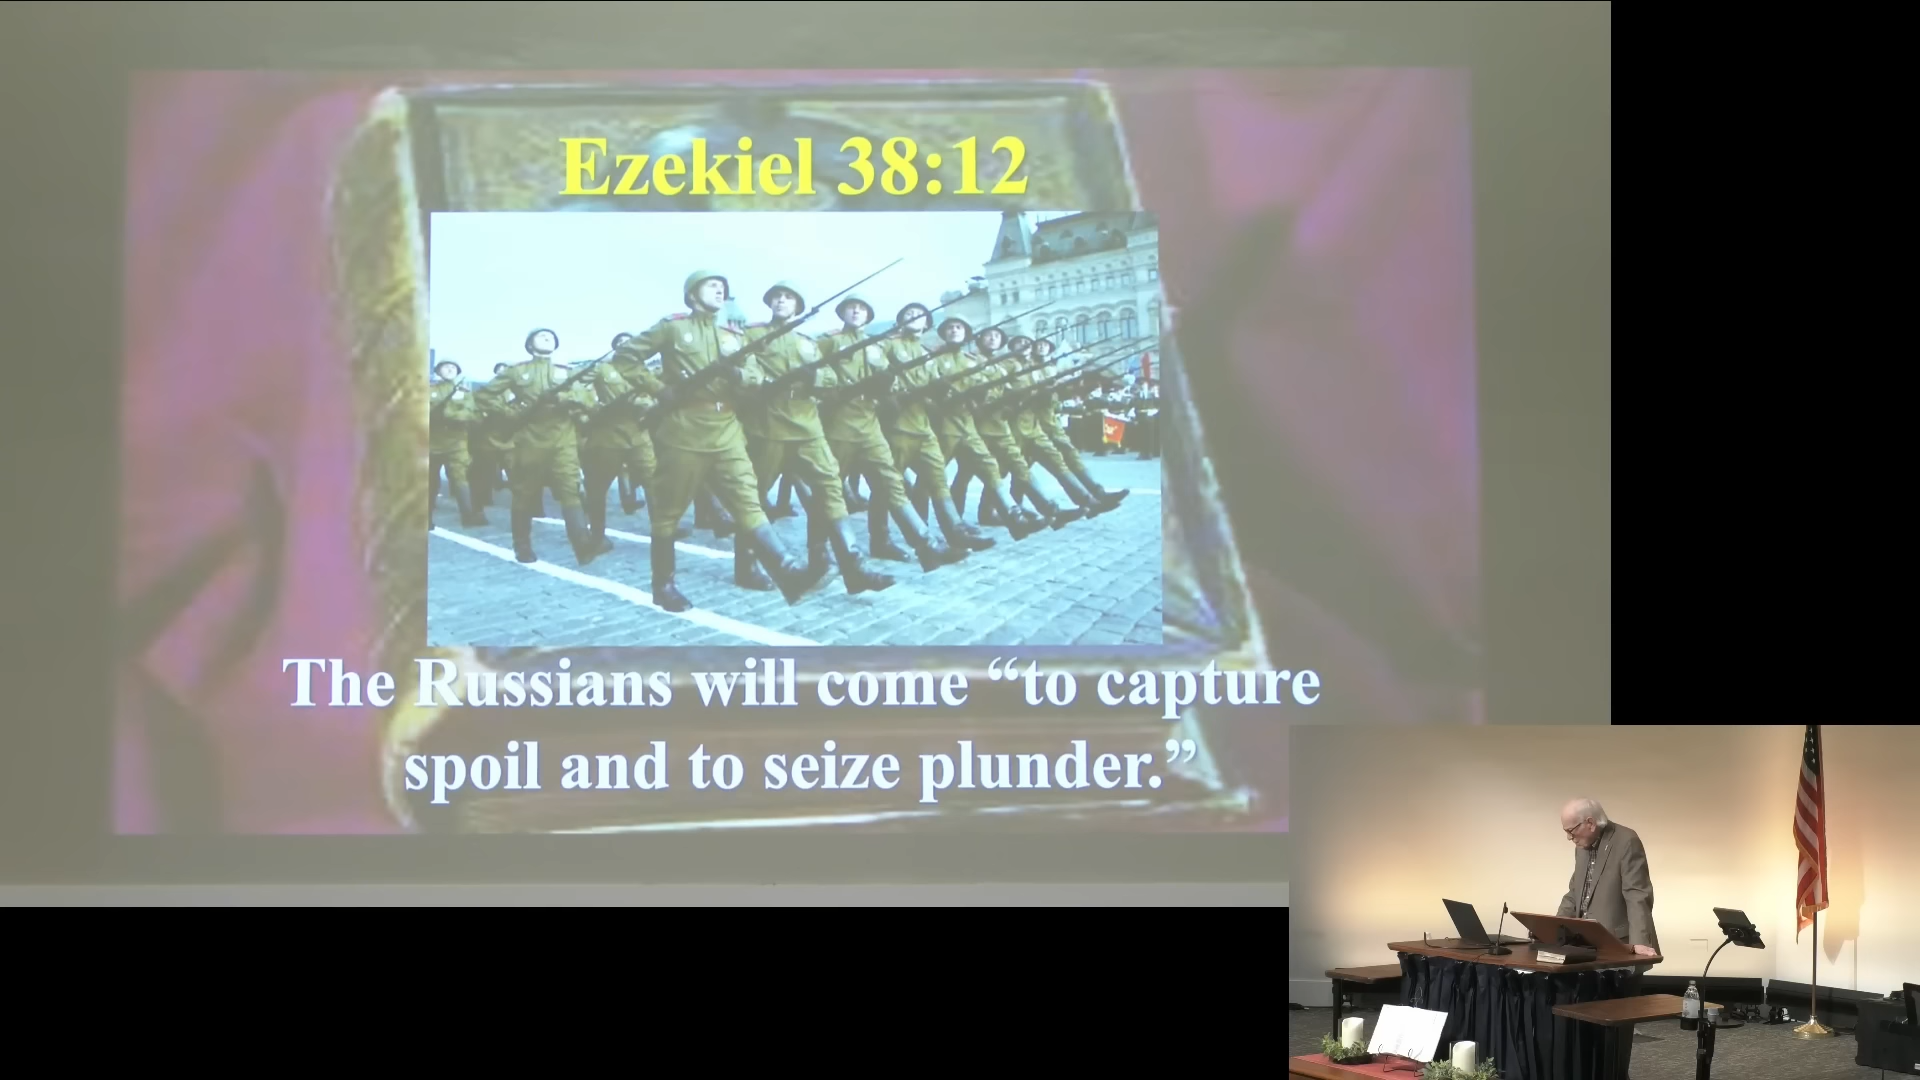 Ezekiel 38:12
The Russians will come “to capture
spoil and to seize plunder.”